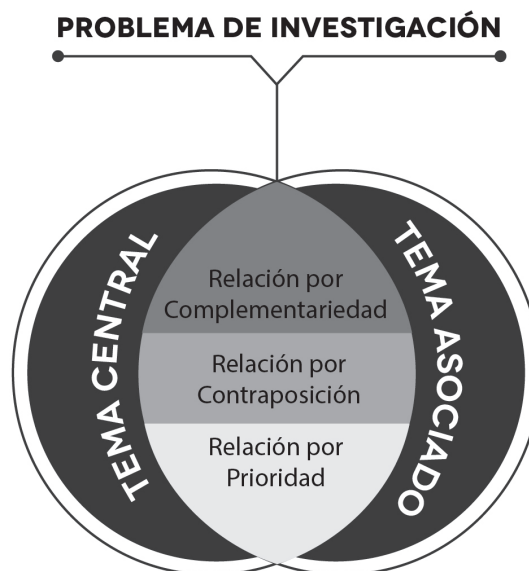 PROBLEMA DE INVESTIGACIÓN
TEMA CENTRAL
Relación por
Complementariedad
Relación por
Contraposición
Relación por
Prioridad
TEMA ASOCIADO